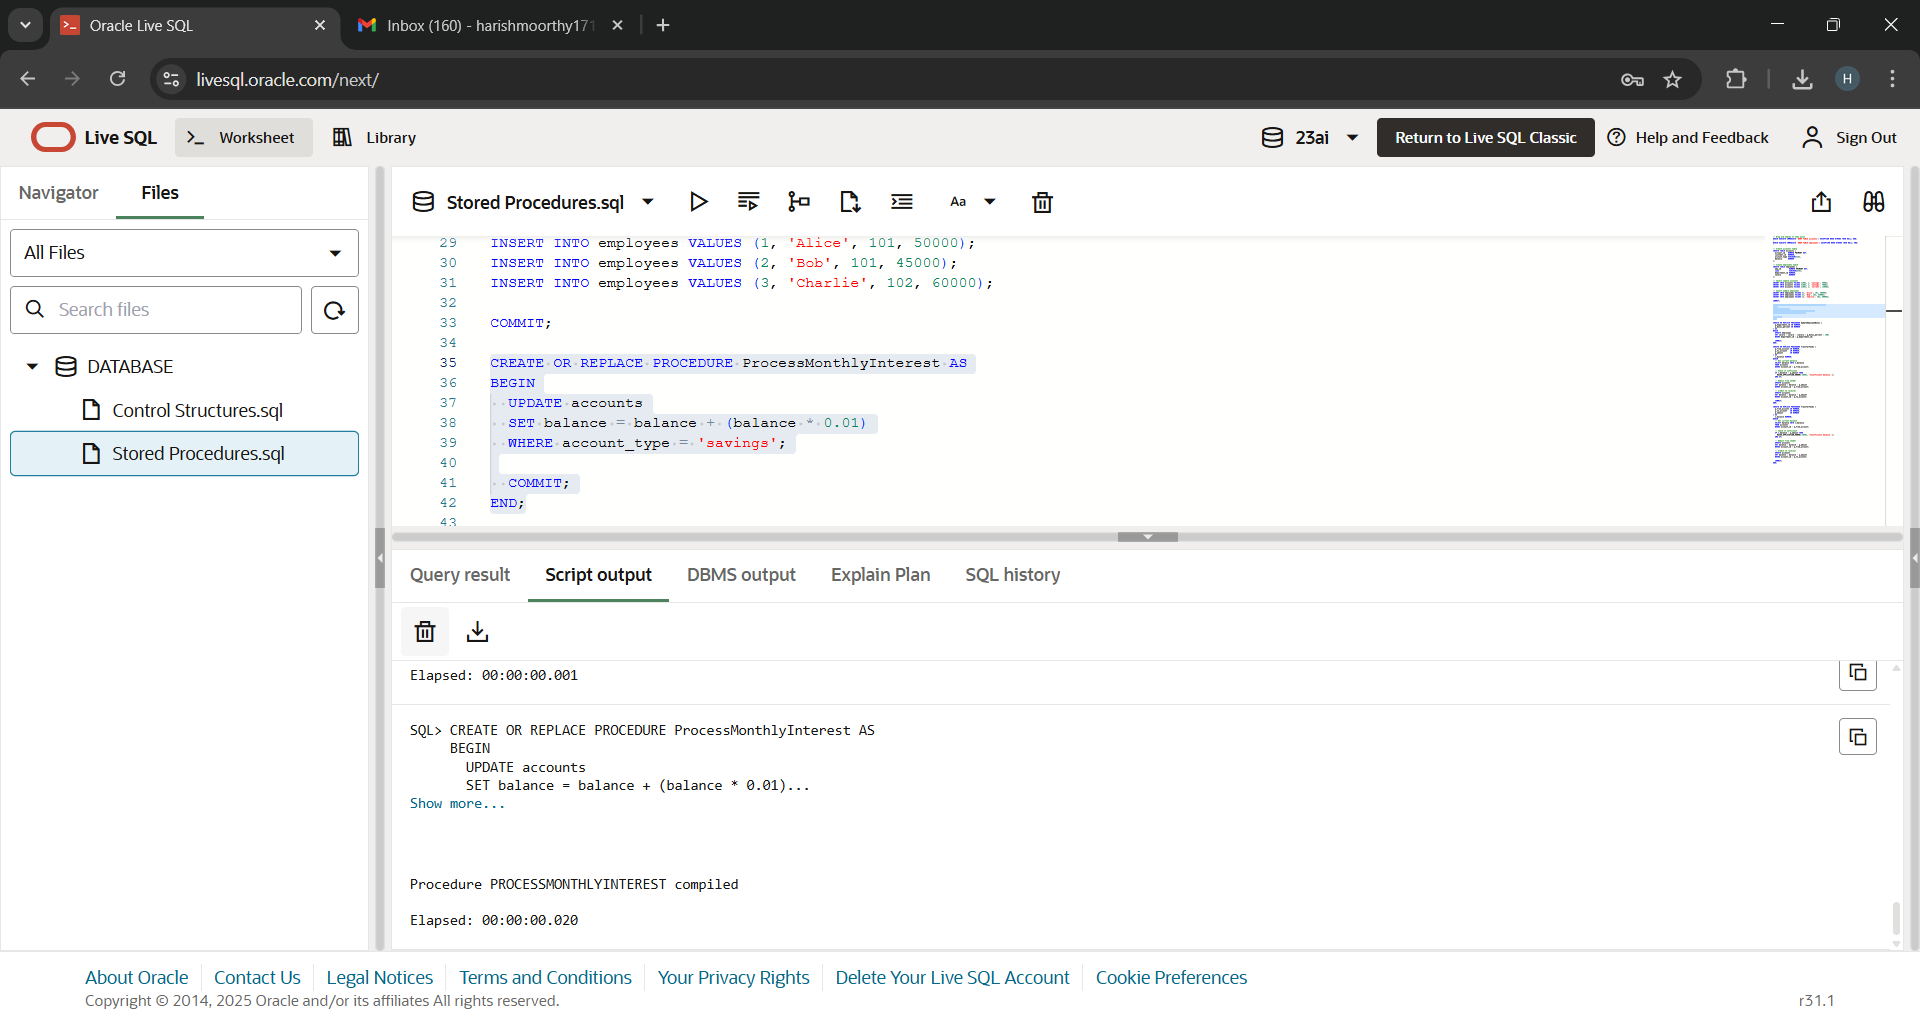 Oracle Live SQL
Inbox (160) - harishmoorthy171
livesql.oracle.com/next/
H
Live SQL
Worksheet
Library
23ai
Return to Live SQL Classic
Help and Feedback
Sign Out
Navigator
Files
All Files
Search files
DATABASE
Control Structures.sql
Stored Procedures.sql
Stored Procedures.sql
Aa
29 INSERT INTO employees VALUES (1, 'Alice', 101, 50000);
30 INSERT INTO employees VALUES (2, 'Bob', 101, 45000);
31 INSERT INTO employees VALUES (3, 'Charlie', 102, 60000);
32
33 COMMIT;
34
35 CREATE OR REPLACE PROCEDURE ProcessMonthlyInterest AS
36 BEGIN
37 UPDATE accounts
38 SET balance = balance + (balance * 0.01)
39 WHERE account_type = 'savings';
40
41 COMMIT;
42 END;
43
Query result
Script output
DBMS output
Explain Plan
SQL history
Elapsed: 00:00:00.001
SQL> CREATE OR REPLACE PROCEDURE ProcessMonthlyInterest AS
BEGIN
UPDATE accounts
SET balance = balance + (balance * 0.01)...
Show more...
Procedure PROCESSMONTHLYINTEREST compiled
Elapsed: 00:00:00.020
About Oracle
Contact Us
Legal Notices
Terms and Conditions
Your Privacy Rights
Delete Your Live SQL Account
Cookie Preferences
Copyright © 2014, 2025 Oracle and/or its affiliates All rights reserved.
r31.1